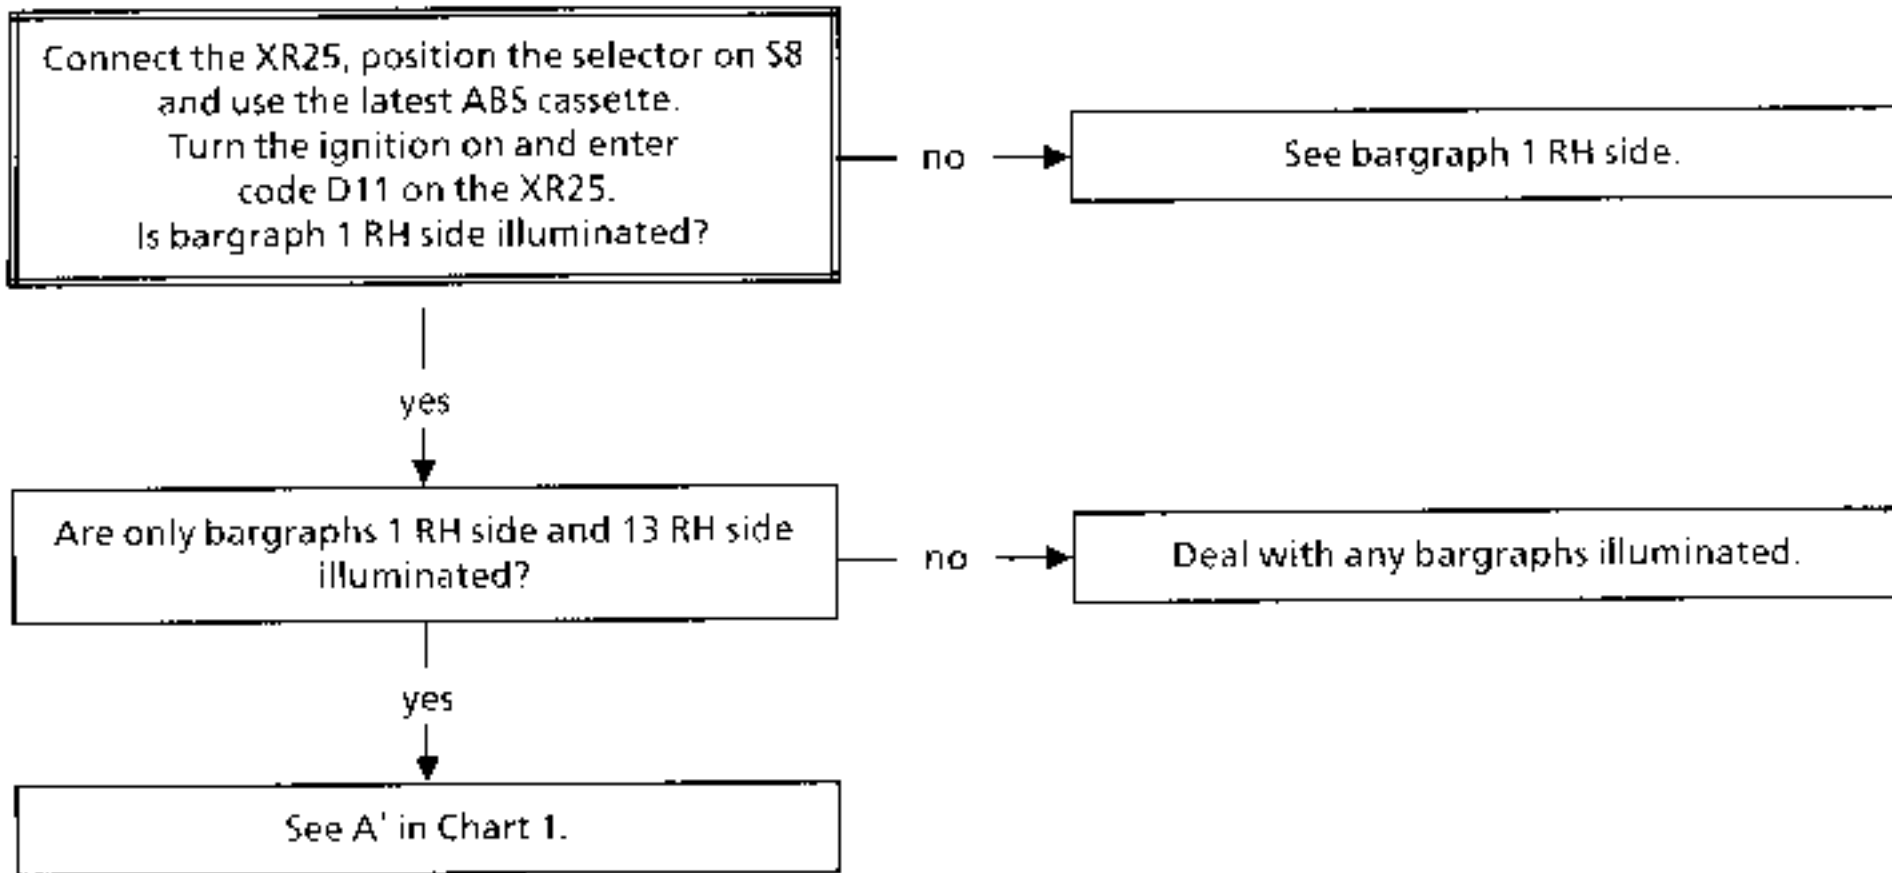 Connect the XR25, position the selector on S8
and use the latest ABS cassette.
Turn the ignition on and enter
code D11 on the XR25.
Is bargraph 1 RH side illuminated?
no
See bargraph 1 RH side.
yes
Are only bargraphs 1 RH side and 13 RH side
illuminated?
no
Deal with any bargraphs illuminated.
yes
See A' in Chart 1.